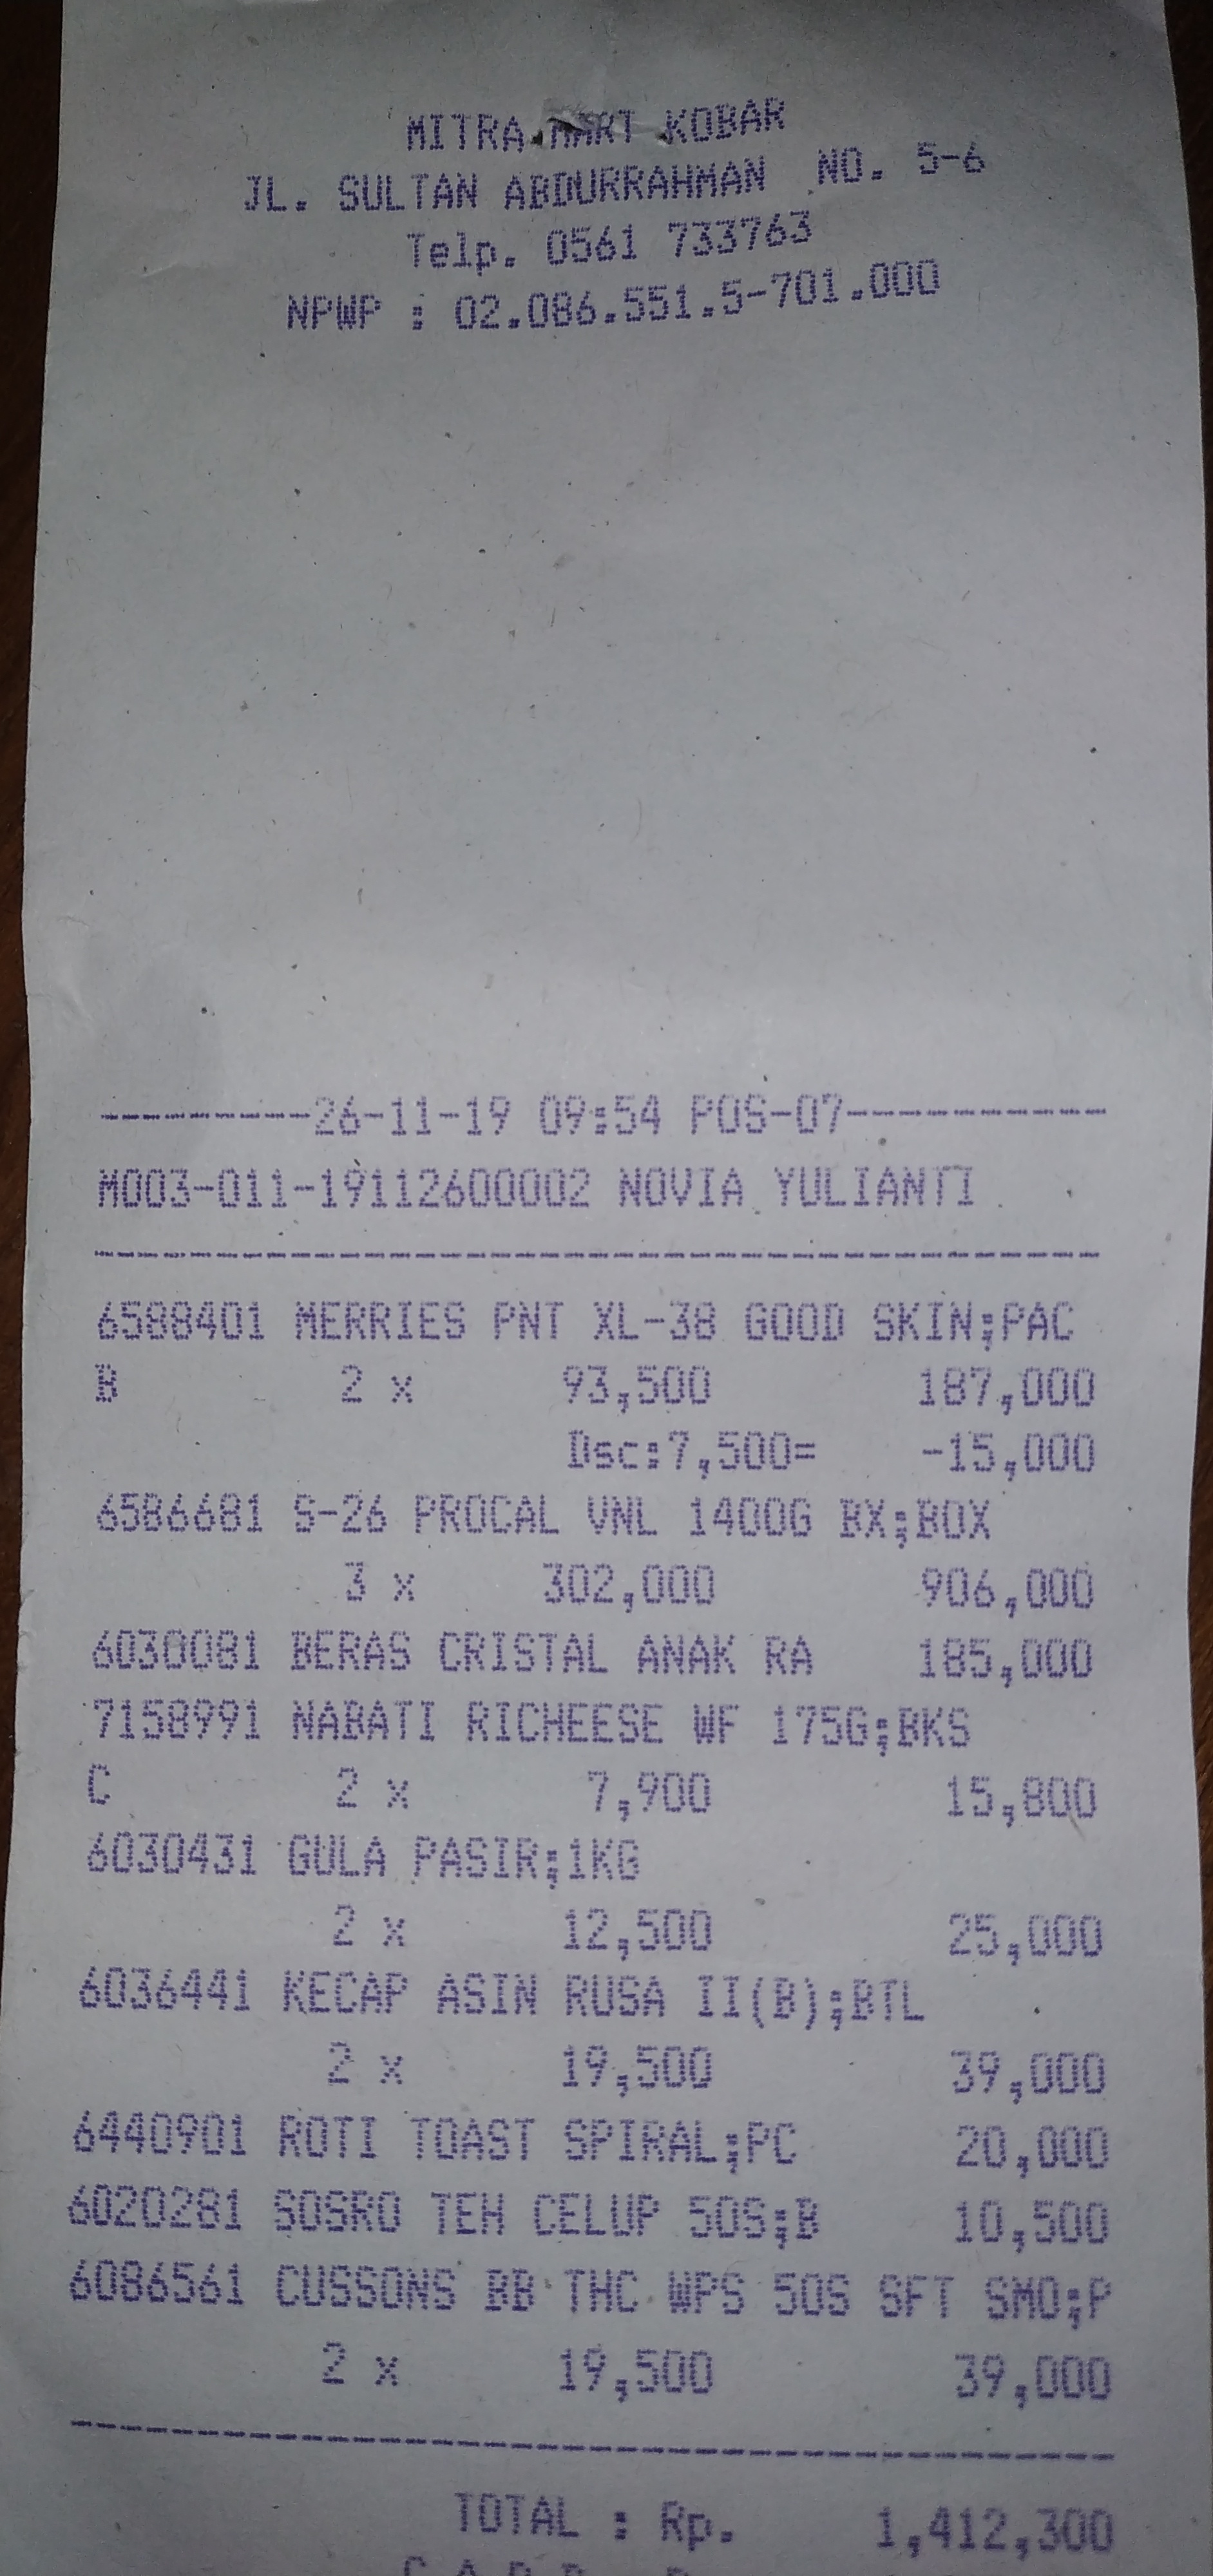 MITRA MART KOBAR
JL. SULTAN ABDURRAHMAN NO. 5-6
Telp. 0561 733763
NPWP : 02.086.551.5-701.000
------------26-11-19 09:54 POS-07---------------
M003-011-19112600002 NOVIA YULIANTI
------------------------------------------------
6588401 MERRIES PNT XL-38 GOOD SKIN;PAC
B 2 x 93,500 187,000
Dsc:7,500= -15,000
6586681 S-26 PROCAL VNL 1400G BX;BOX
3 x 302,000 906,000
6030081 BERAS CRISTAL ANAK RA 185,000
7158991 NABATI RICHEESE WF 175G;BKS
C 2 x 7,900 15,800
6030431 GULA PASIR;1KG
2 x 12,500 25,000
6036441 KECAP ASIN RUSA II(B);BTL
2 x 19,500 39,000
6440901 ROTI TOAST SPIRAL;PC 20,000
6020281 SOSRO TEH CELUP 50S;B 10,500
6086561 CUSSONS BB THC WPS 50S SFT SMO;P
2 x 19,500 39,000
------------------------------------------------
TOTAL : Rp. 1,412,300